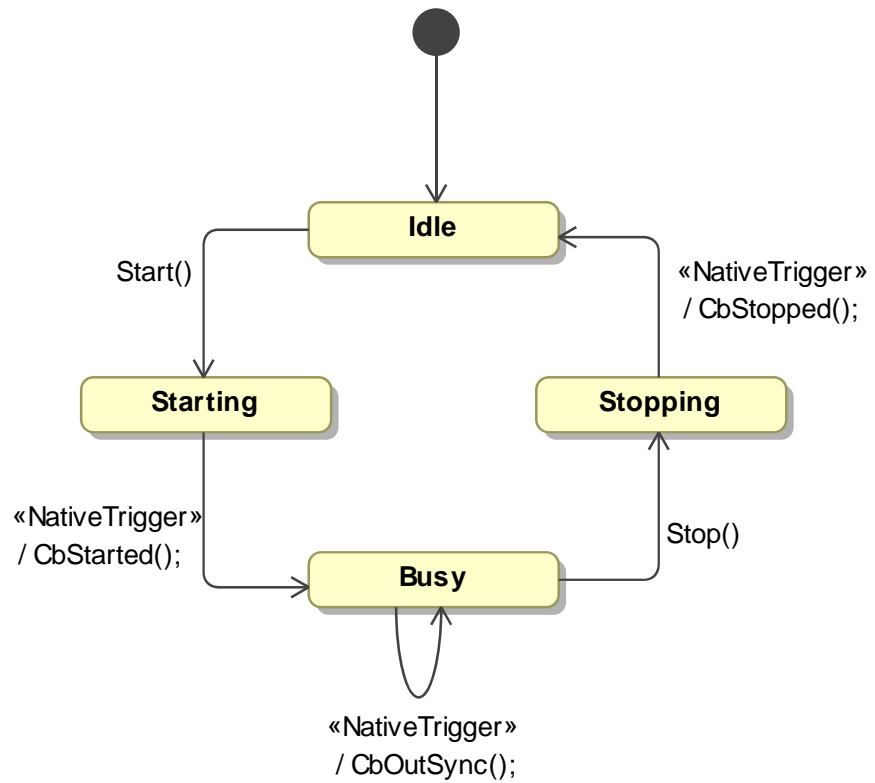 Idle
Start()
«NativeTrigger»
/ CbStopped();
Starting
Stopping
«NativeTrigger»
/ CbStarted();
Stop()
Busy
«NativeTrigger»
/ CbOutSync();